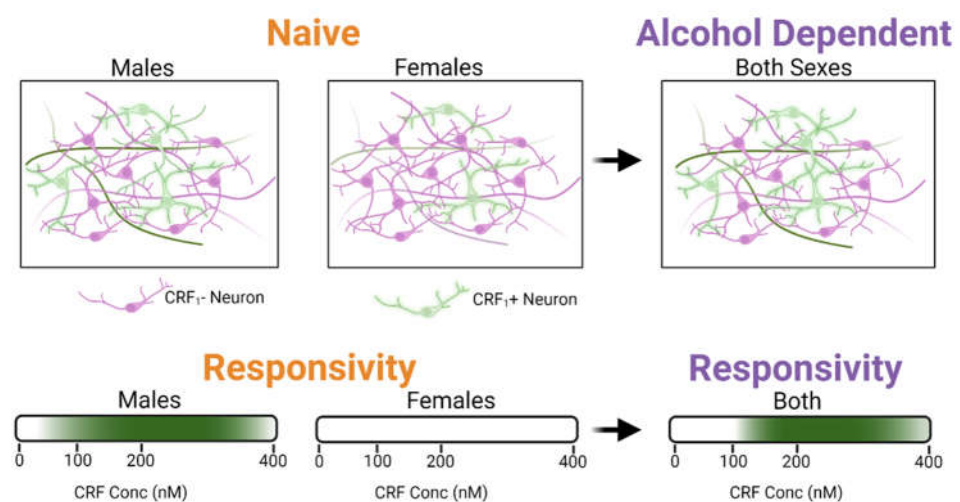 Naive
Alcohol Dependent
Males
Females
Both Sexes
CRF₁- Neuron
CRF₁+ Neuron
Responsivity
Responsivity
Males
Females
Both
0 100 200 400
0 100 200 400
0 100 200 400
CRF Conc (nM)
CRF Conc (nM)
CRF Conc (nM)